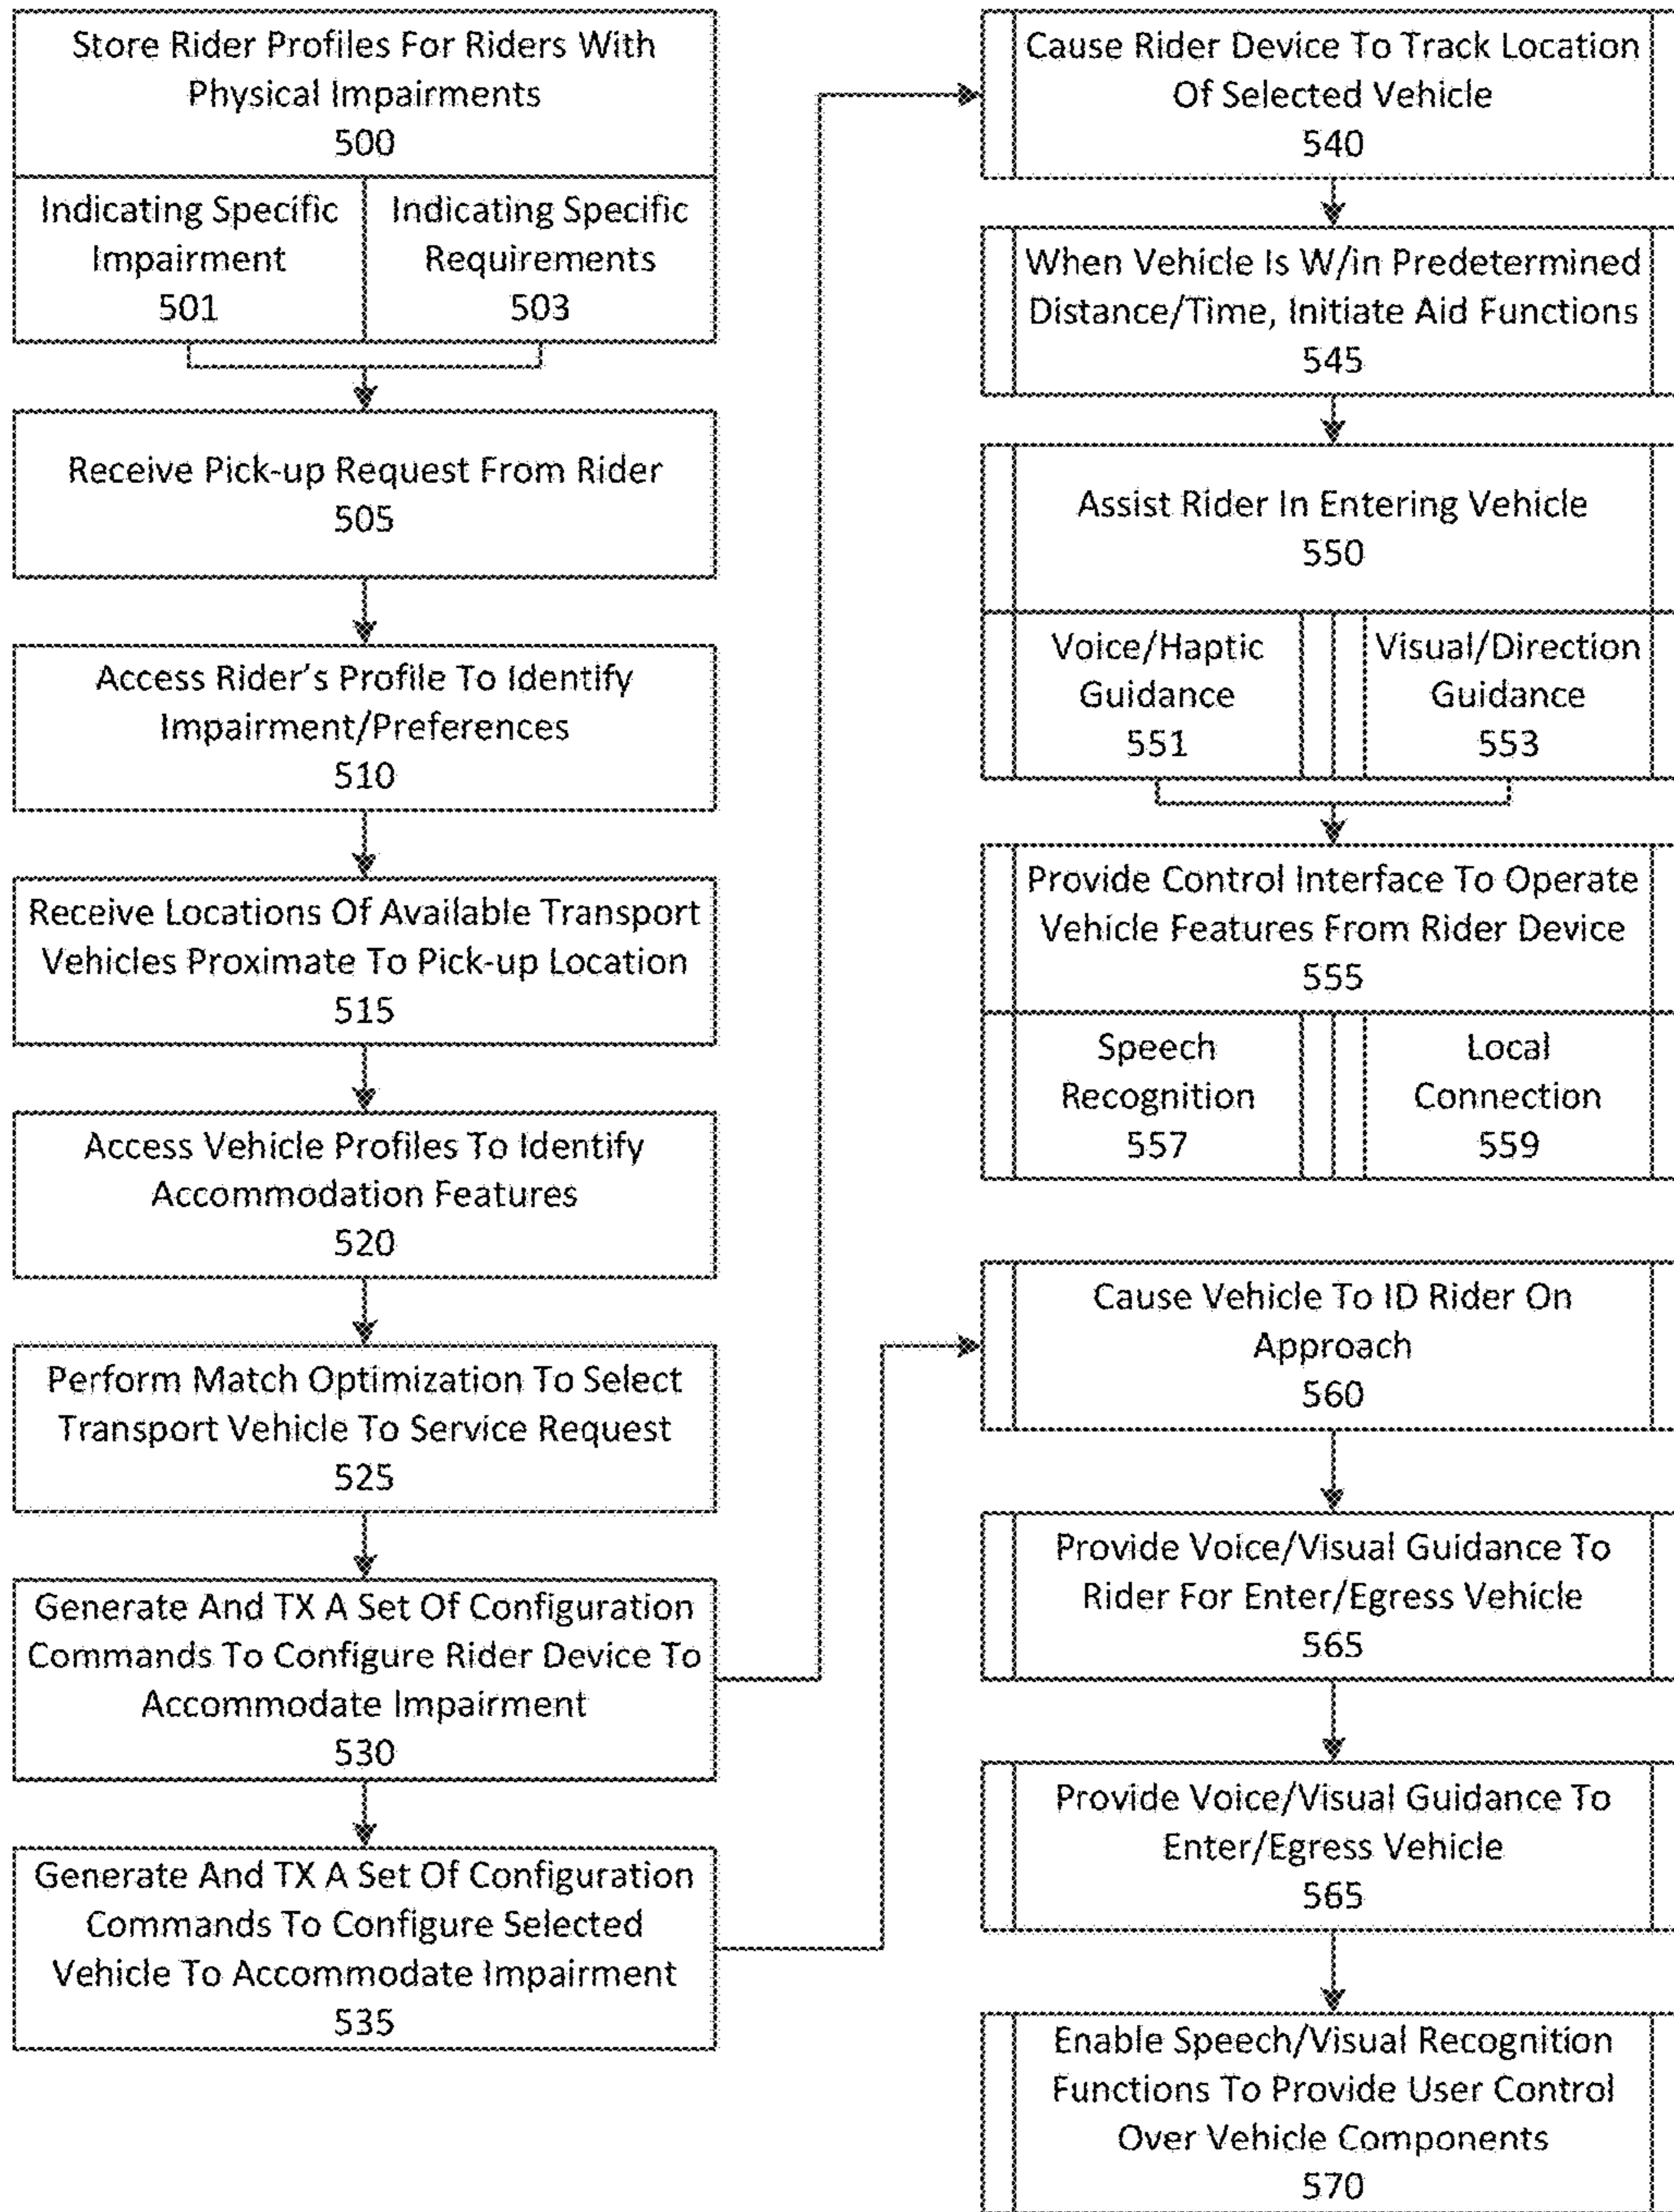 Store Rider Profiles For Riders With
Physical Impairments
500
Indicating Specific
Impairment
501
Indicating Specific
Requirements
503
Receive Pick-up Request From Rider
505
Access Rider's Profile To Identify
Impairment/Preferences
510
Receive Locations Of Available Transport
Vehicles Proximate To Pick-up Location
515
Access Vehicle Profiles To Identify
Accommodation Features
520
Perform Match Optimization To Select
Transport Vehicle To Service Request
525
Generate And TX A Set Of Configuration
Commands To Configure Rider Device To
Accommodate Impairment
530
Generate And TX A Set Of Configuration
Commands To Configure Selected
Vehicle To Accommodate Impairment
535
Cause Rider Device To Track Location
Of Selected Vehicle
540
When Vehicle Is W/in Predetermined
Distance/Time, Initiate Aid Functions
545
Assist Rider In Entering Vehicle
550
Voice/Haptic
Guidance
551
Visual/Direction
Guidance
553
Provide Control Interface To Operate
Vehicle Features From Rider Device
555
Speech
Recognition
557
Local
Connection
559
Cause Vehicle To ID Rider On
Approach
560
Provide Voice/Visual Guidance To
Rider For Enter/Egress Vehicle
565
Provide Voice/Visual Guidance To
Enter/Egress Vehicle
565
Enable Speech/Visual Recognition
Functions To Provide User Control
Over Vehicle Components
570